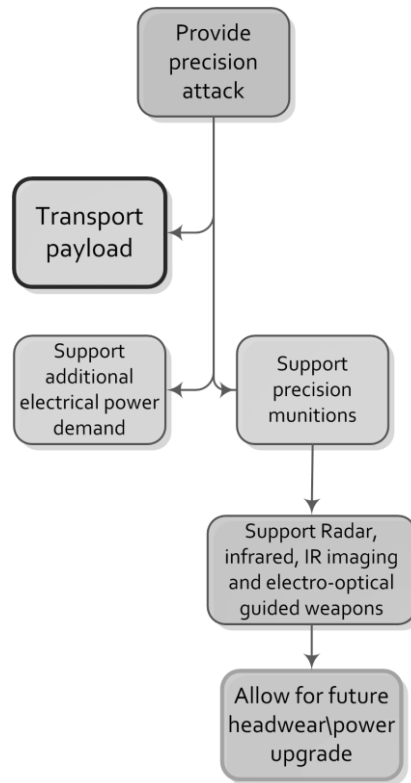 Provide
precision
attack
Transport
payload
Support
additional
electrical power
demand
Support
precision
munitions
Support Radar,
infrared, IR imaging
and electro-optical
guided weapons
Allow for future
headwear\power
upgrade